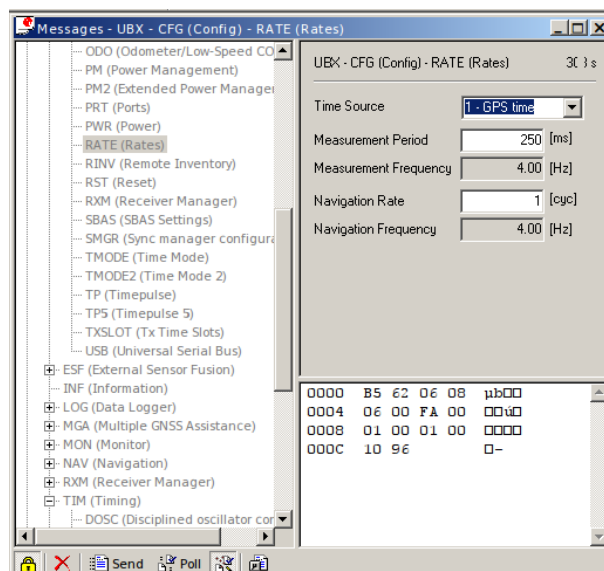 Messages - UBX - CFG (Config) - RATE (Rates)
ODO (Odometer/Low-Speed CO
PM (Power Management)
PM2 (Extended Power Manager
PRT (Ports)
PWR (Power)
RATE (Rates)
RINV (Remote Inventory)
RST (Reset)
RXM (Receiver Manager)
SBAS (SBAS Settings)
SMGR (Sync manager configura
TMODE (Time Mode)
TMODE2 (Time Mode 2)
TP (Timepulse)
TP5 (Timepulse 5)
TXSLOT (Tx Time Slots)
USB (Universal Serial Bus)
ESF (External Sensor Fusion)
INF (Information)
LOG (Data Logger)
MGA (Multiple GNSS Assistance)
MON (Monitor)
NAV (Navigation)
RXM (Receiver Manager)
TIM (Timing)
DOSC (Disciplined oscillator cor
UBX - CFG (Config) - RATE (Rates)
Time Source 1 - GPS time
Measurement Period 250 [ms]
Measurement Frequency 4.00 [Hz]
Navigation Rate 1 [cyc]
Navigation Frequency 4.00 [Hz]
0000 B5 62 06 08 µb□□
0004 06 00 FA 00 □□ú□
0008 01 00 01 00 □□□□
000C 10 96 □–
Send Poll